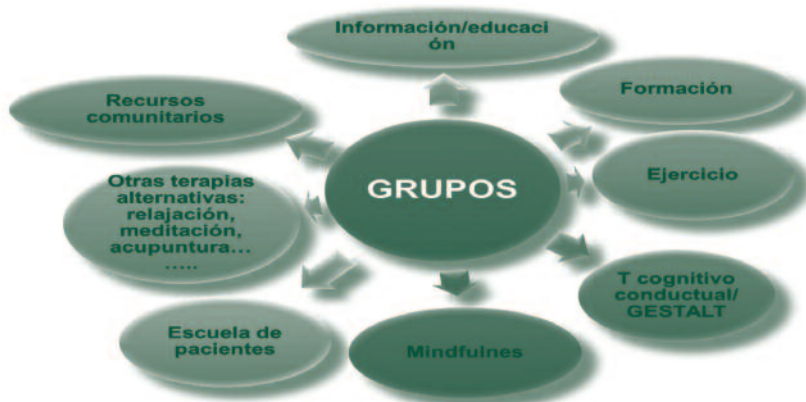 Información/educaci
ón
Formación
Recursos
comunitarios
GRUPOS
Ejercicio
Otras terapias
alternativas:
relajación,
meditación,
acupuntura…
…..
T cognitivo
conductual/
GESTALT
Escuela de
pacientes
Mindfulnes